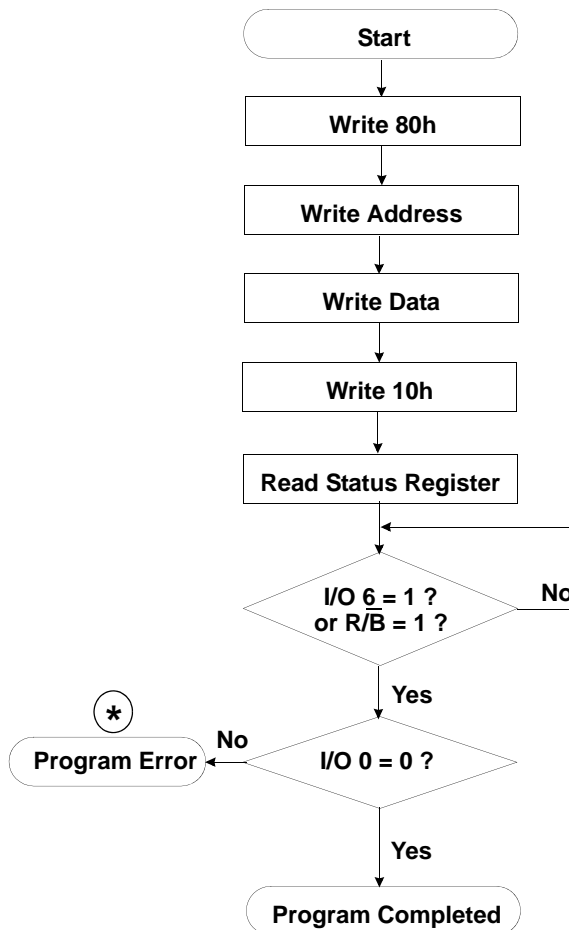 Start
Write 80h
Write Address
Write Data
Write 10h
Read Status Register
I/O 6 = 1 ?
or R/B̅ = 1 ?
No
Yes
*
No
Program Error
I/O 0 = 0 ?
Yes
Program Completed